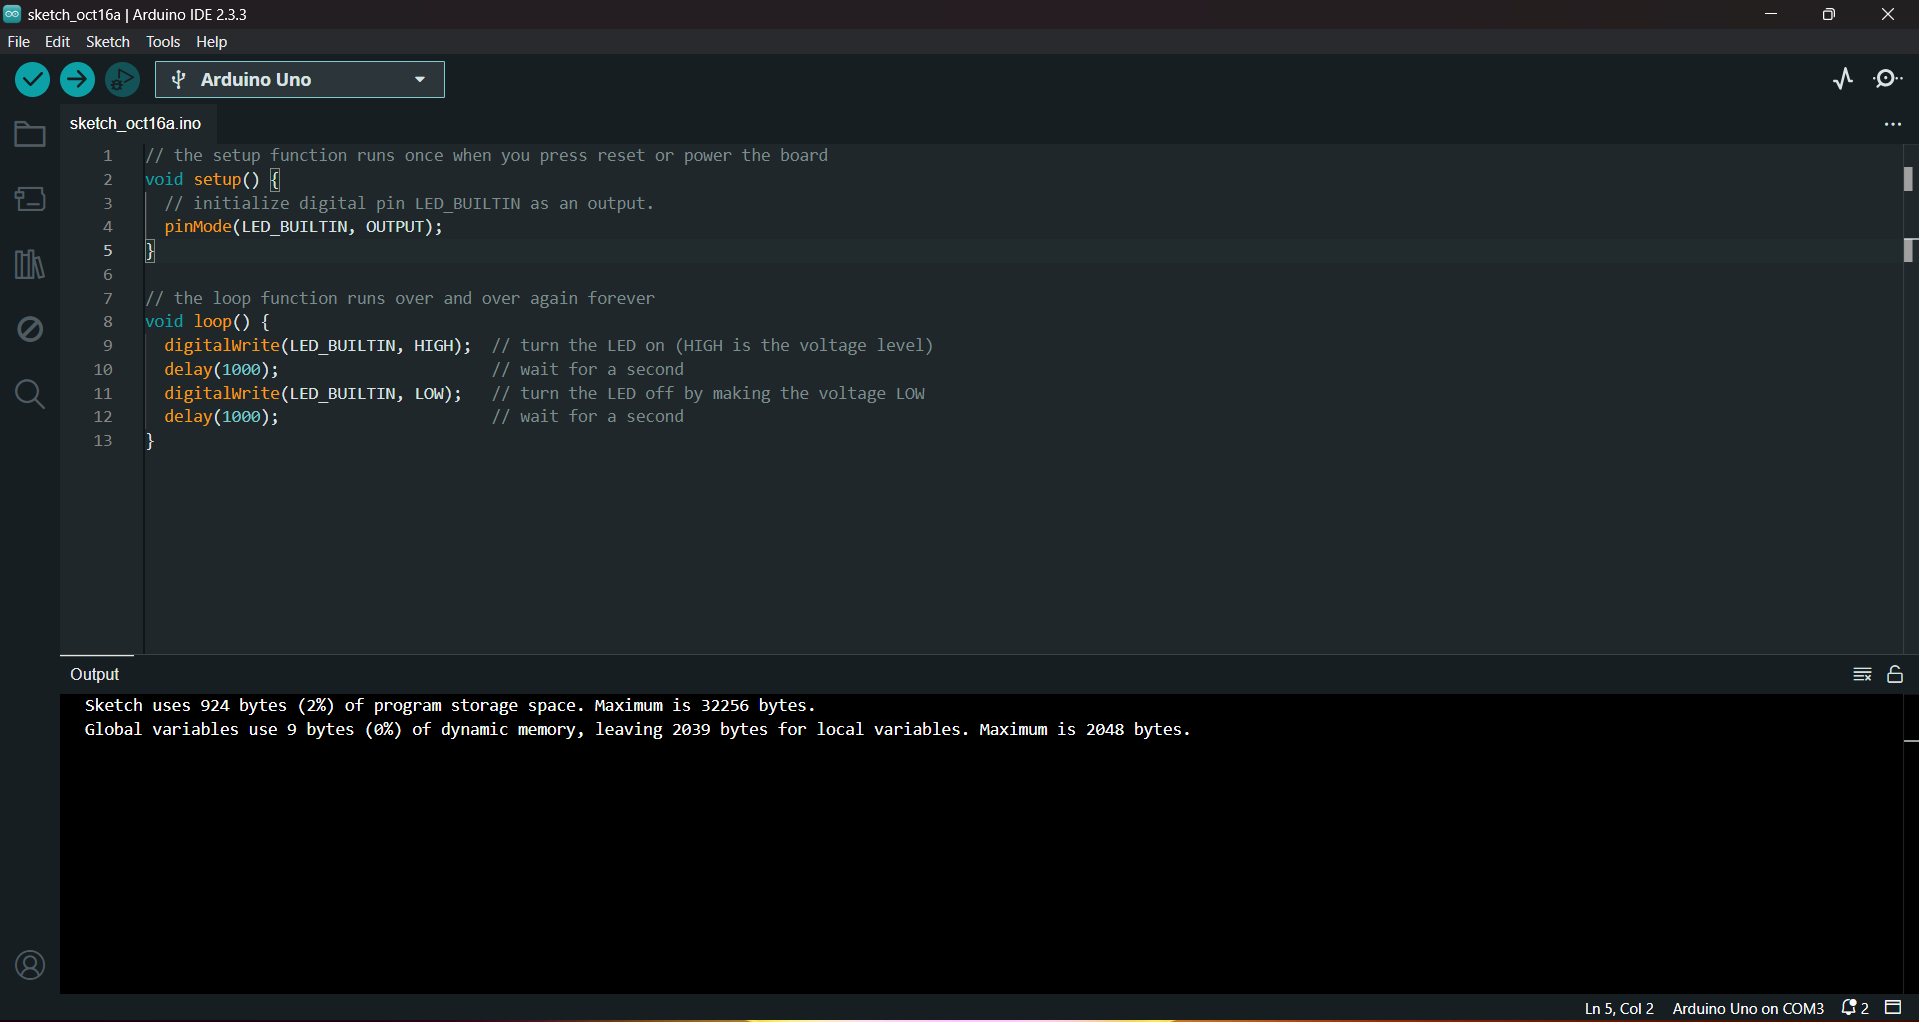 sketch_oct16a | Arduino IDE 2.3.3
File Edit Sketch Tools Help
Arduino Uno
sketch_oct16a.ino
1 // the setup function runs once when you press reset or power the board
2 void setup() {
3 // initialize digital pin LED_BUILTIN as an output.
4 pinMode(LED_BUILTIN, OUTPUT);
5 }
6
7 // the loop function runs over and over again forever
8 void loop() {
9 digitalWrite(LED_BUILTIN, HIGH); // turn the LED on (HIGH is the voltage level)
10 delay(1000); // wait for a second
11 digitalWrite(LED_BUILTIN, LOW); // turn the LED off by making the voltage LOW
12 delay(1000); // wait for a second
13 }
Output
Sketch uses 924 bytes (2%) of program storage space. Maximum is 32256 bytes.
Global variables use 9 bytes (0%) of dynamic memory, leaving 2039 bytes for local variables. Maximum is 2048 bytes.
Ln 5, Col 2 Arduino Uno on COM3 2